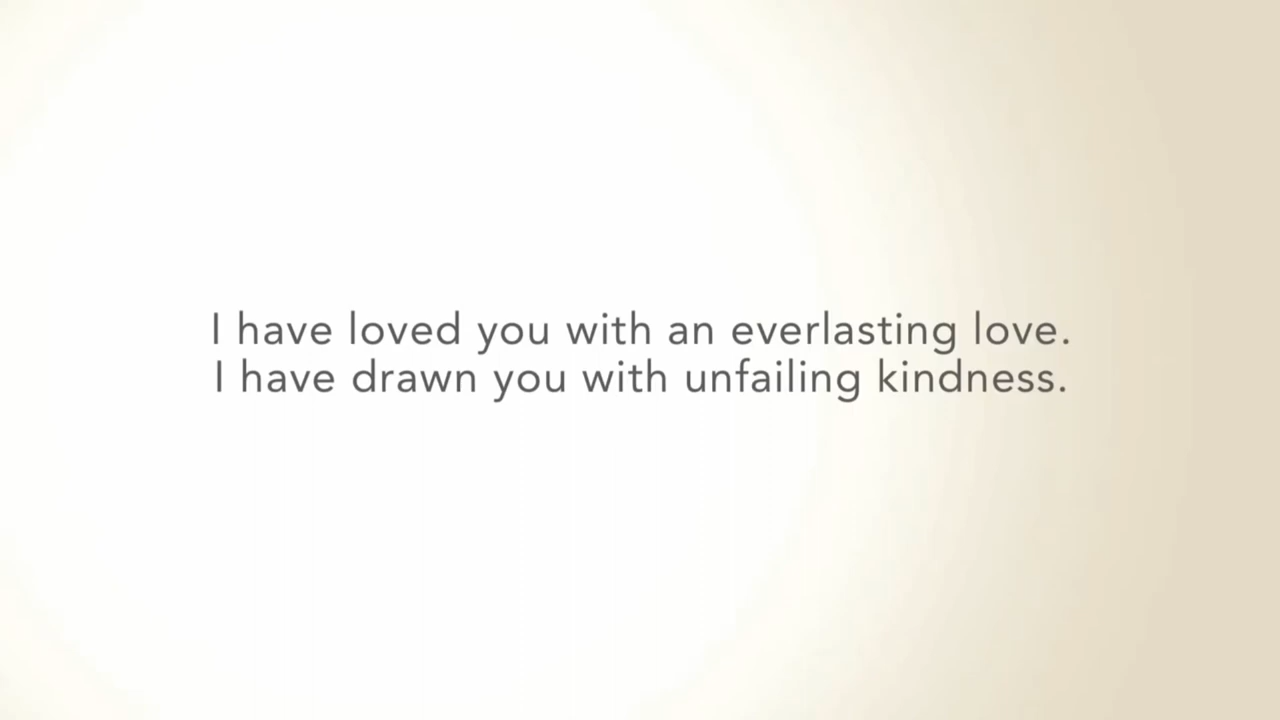 I have loved you with an everlasting love.
I have drawn you with unfailing kindness.